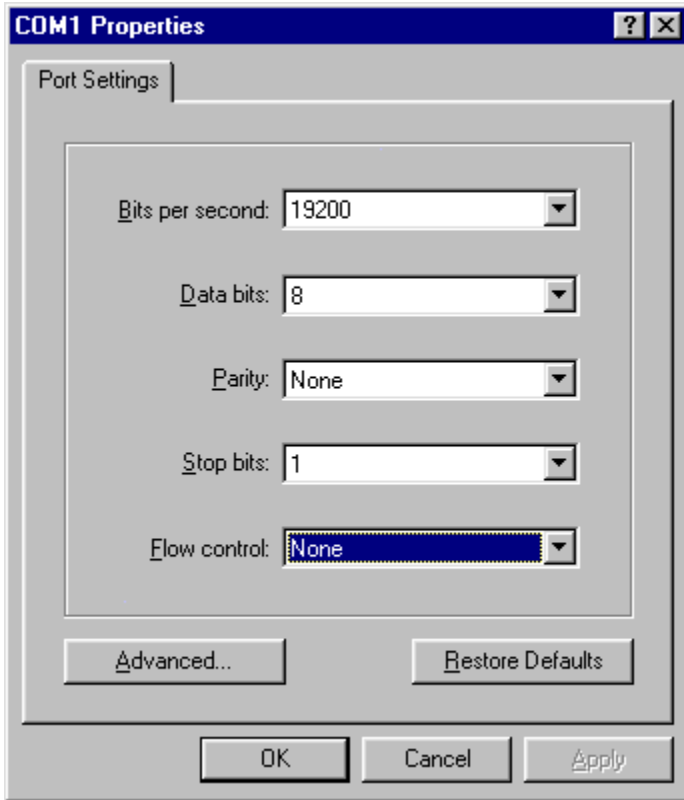 COM1 Properties
Port Settings
Bits per second: 19200
Data bits: 8
Parity: None
Stop bits: 1
Flow control: None
Advanced... Restore Defaults
OK Cancel Apply